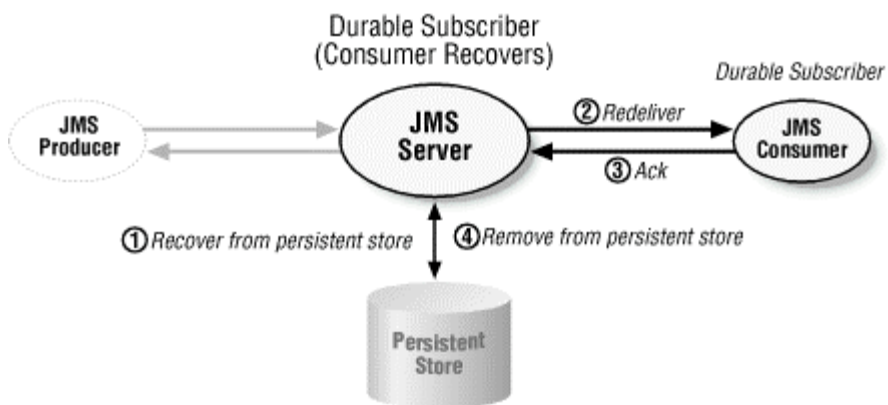 Durable Subscriber
(Consumer Recovers)
Durable Subscriber
JMS
Producer
JMS
Server
② Redeliver
③ Ack
JMS
Consumer
① Recover from persistent store
④ Remove from persistent store
Persistent
Store